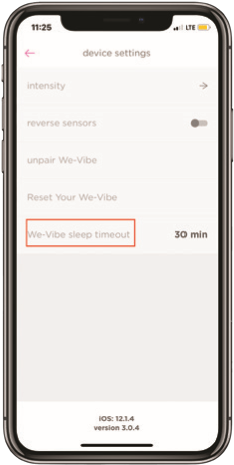 11:25 LTE
device settings
intensity
reverse sensors
unpair We-Vibe
Reset Your We-Vibe
We-Vibe sleep timeout 30 min
iOS: 12.1.4
version 3.0.4